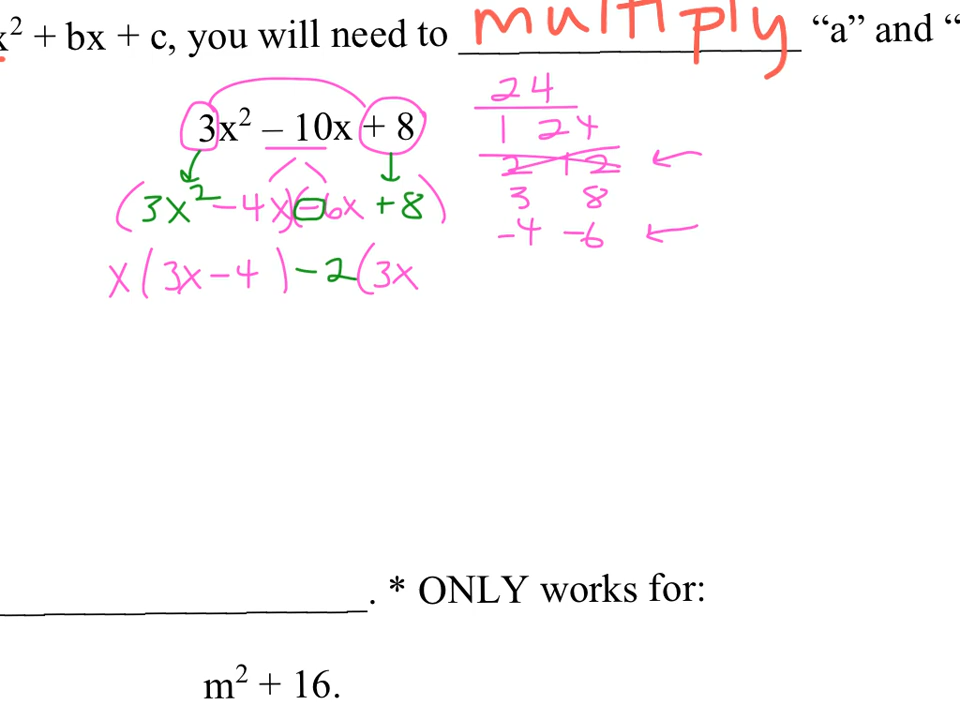 x² + bx + c, you will need to multiply “a” and “
24
3x² – 10x + 8
1 24
2 12
(3x² -4x)(-6x +8)
3 8
-4 -6
x(3x-4)-2(3x
. * ONLY works for:
m² + 16.